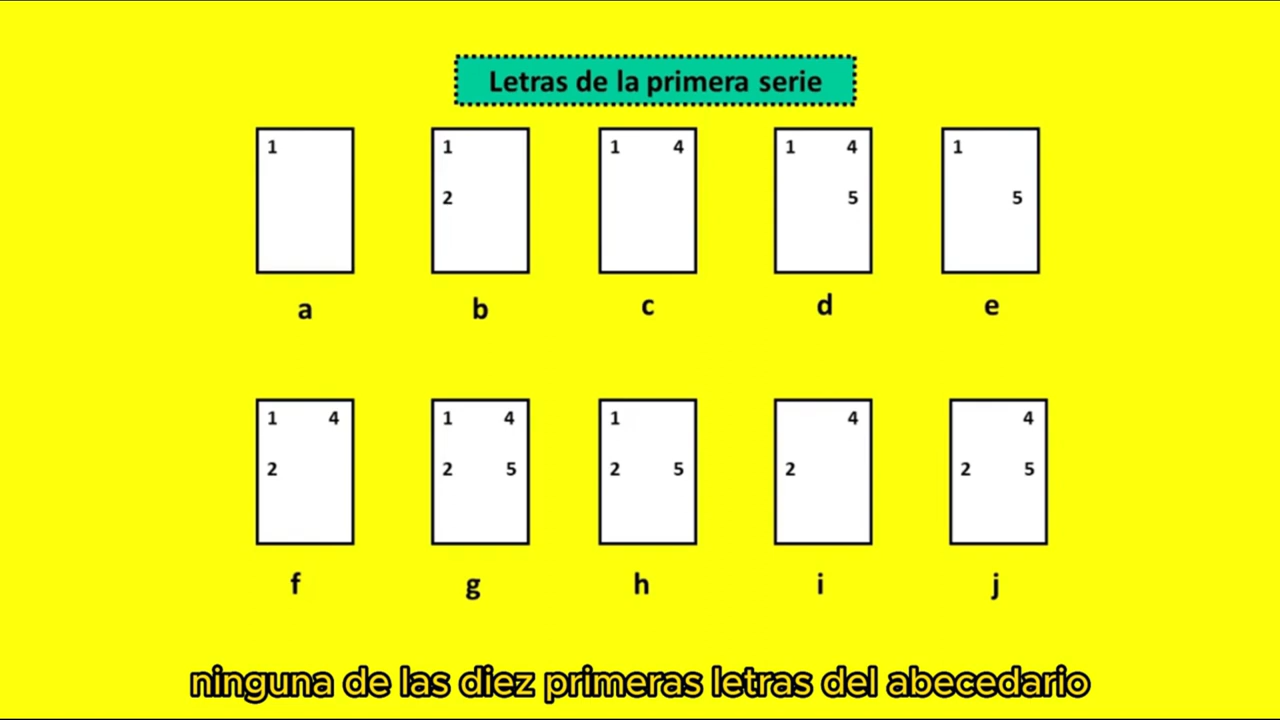 Letras de la primera serie
1 1 1 4 1 4 1
2 5 5
a b c d e
1 4 1 4 1 4 4
2 2 5 2 5 2 2 5
f g h i j
ninguna de las diez primeras letras del abecedario